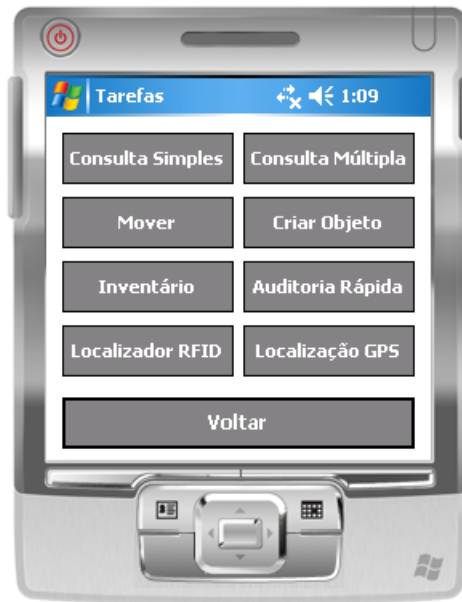 Tarefas 1:09
Consulta Simples Consulta Múltipla
Mover Criar Objeto
Inventário Auditoria Rápida
Localizador RFID Localização GPS
Voltar